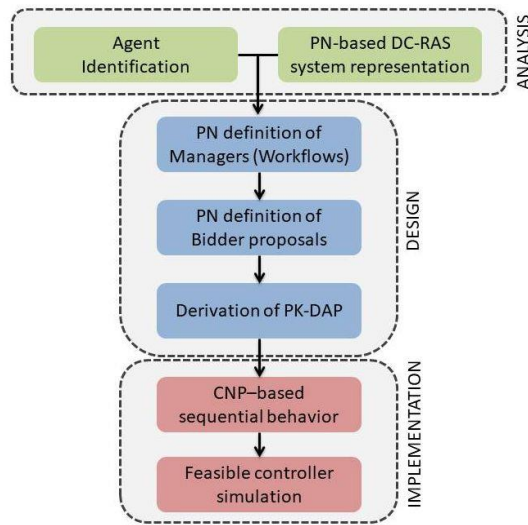 Agent
Identification
PN-based DC-RAS
system representation
ANALYSIS
PN definition of
Managers (Workflows)
PN definition of
Bidder proposals
Derivation of PK-DAP
DESIGN
CNP–based
sequential behavior
Feasible controller
simulation
IMPLEMENTATION